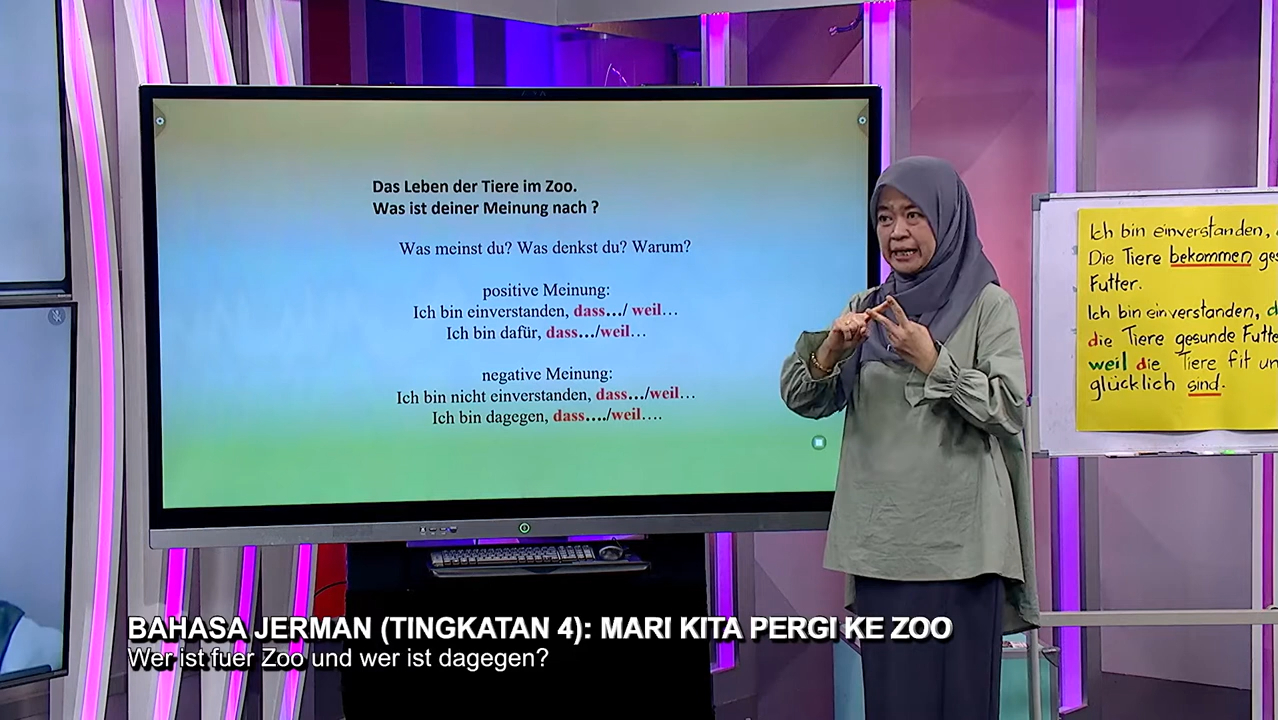 Das Leben der Tiere im Zoo.
Was ist deiner Meinung nach ?
Was meinst du? Was denkst du? Warum?
positive Meinung:
Ich bin einverstanden, dass.../ weil...
Ich bin dafür, dass.../weil...
negative Meinung:
Ich bin nicht einverstanden, dass.../weil...
Ich bin dagegen, dass..../weil....
Ich bin einverstanden,
Die Tiere bekommen
Futter.
Ich bin einverstanden,
die Tiere gesunde
weil die Tiere fit
glücklich sind.
BAHASA JERMAN (TINGKATAN 4): MARI KITA PERGI KE ZOO
Wer ist fuer Zoo und wer ist dagegen?